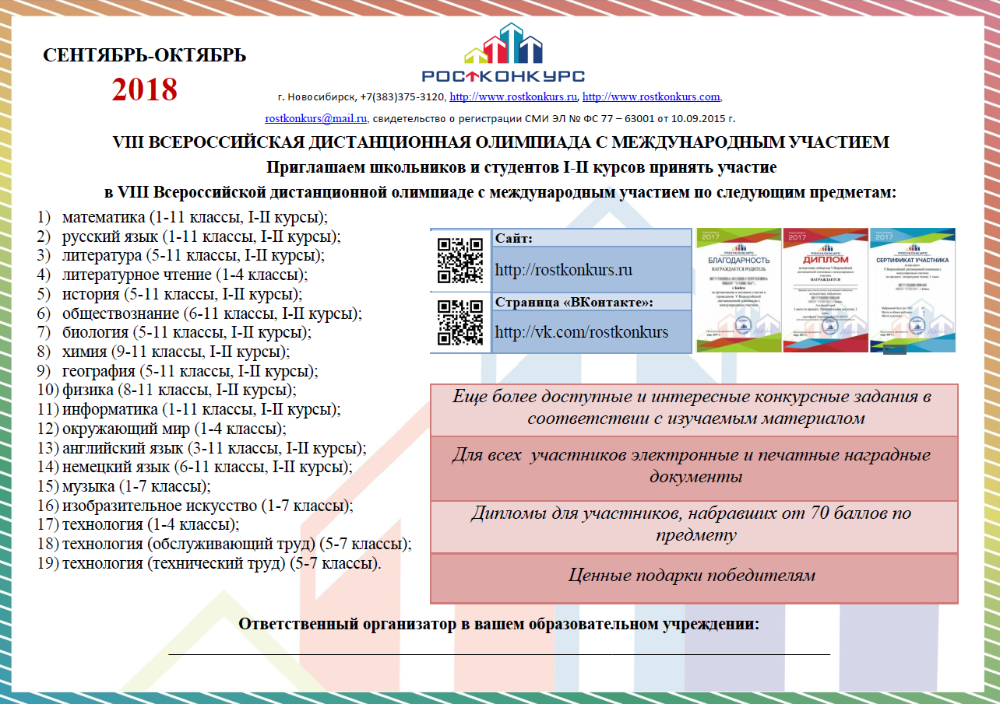 СЕНТЯБРЬ-ОКТЯБРЬ
2018
РОСТКОНКУРС
г. Новосибирск, +7(383)375-3120, http://www.rostkonkurs.ru, http://www.rostkonkurs.com,
rostkonkurs@mail.ru, свидетельство о регистрации СМИ ЭЛ № ФС 77 – 63001 от 10.09.2015 г.
VIII ВСЕРОССИЙСКАЯ ДИСТАНЦИОННАЯ ОЛИМПИАДА С МЕЖДУНАРОДНЫМ УЧАСТИЕМ
Приглашаем школьников и студентов I-II курсов принять участие
в VIII Всероссийской дистанционной олимпиаде с международным участием по следующим предметам:
1) математика (1-11 классы, I-II курсы);
2) русский язык (1-11 классы, I-II курсы);
3) литература (5-11 классы, I-II курсы);
4) литературное чтение (1-4 классы);
5) история (5-11 классы, I-II курсы);
6) обществознание (6-11 классы, I-II курсы);
7) биология (5-11 классы, I-II курсы);
8) химия (9-11 классы, I-II курсы);
9) география (5-11 классы, I-II курсы);
10) физика (8-11 классы, I-II курсы);
11) информатика (1-11 классы, I-II курсы);
12) окружающий мир (1-4 классы);
13) английский язык (3-11 классы, I-II курсы);
14) немецкий язык (6-11 классы, I-II курсы);
15) музыка (1-7 классы);
16) изобразительное искусство (1-7 классы);
17) технология (1-4 классы);
18) технология (обслуживающий труд) (5-7 классы);
19) технология (технический труд) (5-7 классы).
Сайт:
http://rostkonkurs.ru
Страница «ВКонтакте»:
http://vk.com/rostkonkurs
2017
РОСТКОНКУРС
БЛАГОДАРНОСТЬ
НАГРАЖДАЕТСЯ РОДИТЕЛЬ
2017
РОСТКОНКУРС
ДИПЛОМ
НАГРАЖДАЕТСЯ
2017
РОСТКОНКУРС
СЕРТИФИКАТ УЧАСТНИКА
Еще более доступные и интересные конкурсные задания в
соответствии с изучаемым материалом
Для всех участников электронные и печатные наградные
документы
Дипломы для участников, набравших от 70 баллов по
предмету
Ценные подарки победителям
Ответственный организатор в вашем образовательном учреждении: